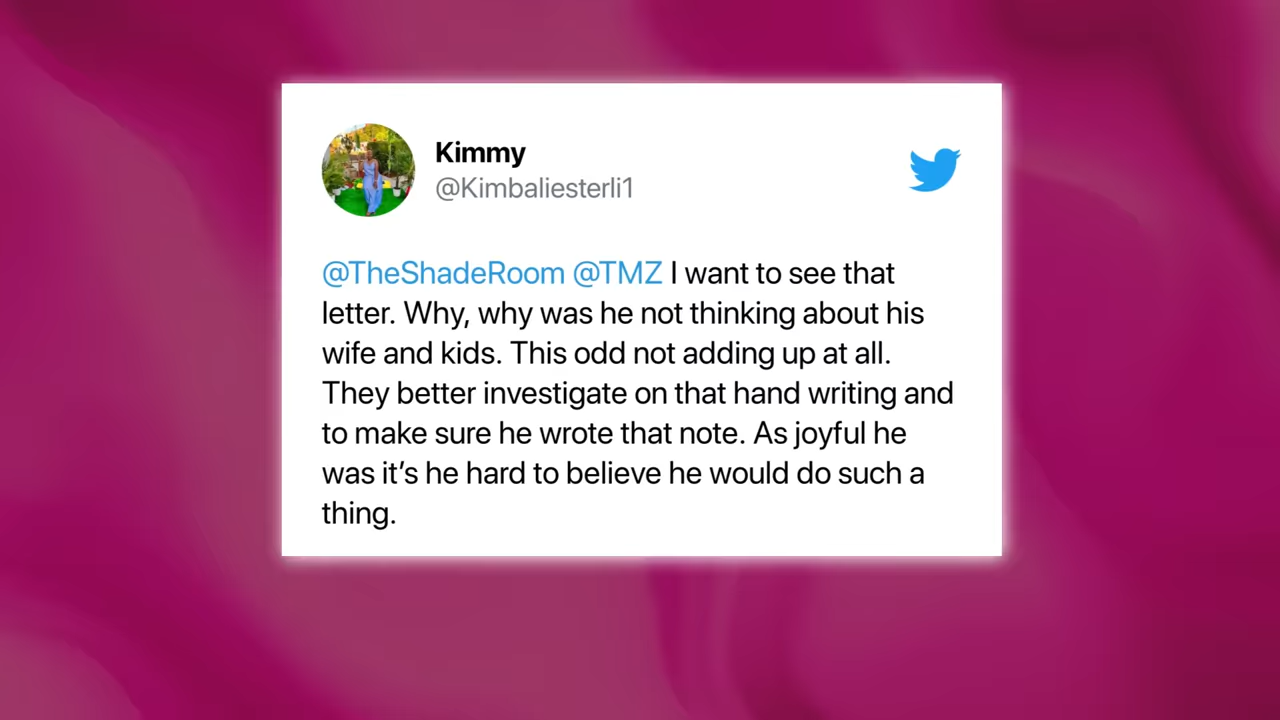 Kimmy
@Kimbaliesterli1
@TheShadeRoom @TMZ I want to see that
letter. Why, why was he not thinking about his
wife and kids. This odd not adding up at all.
They better investigate on that hand writing and
to make sure he wrote that note. As joyful he
was it’s he hard to believe he would do such a
thing.